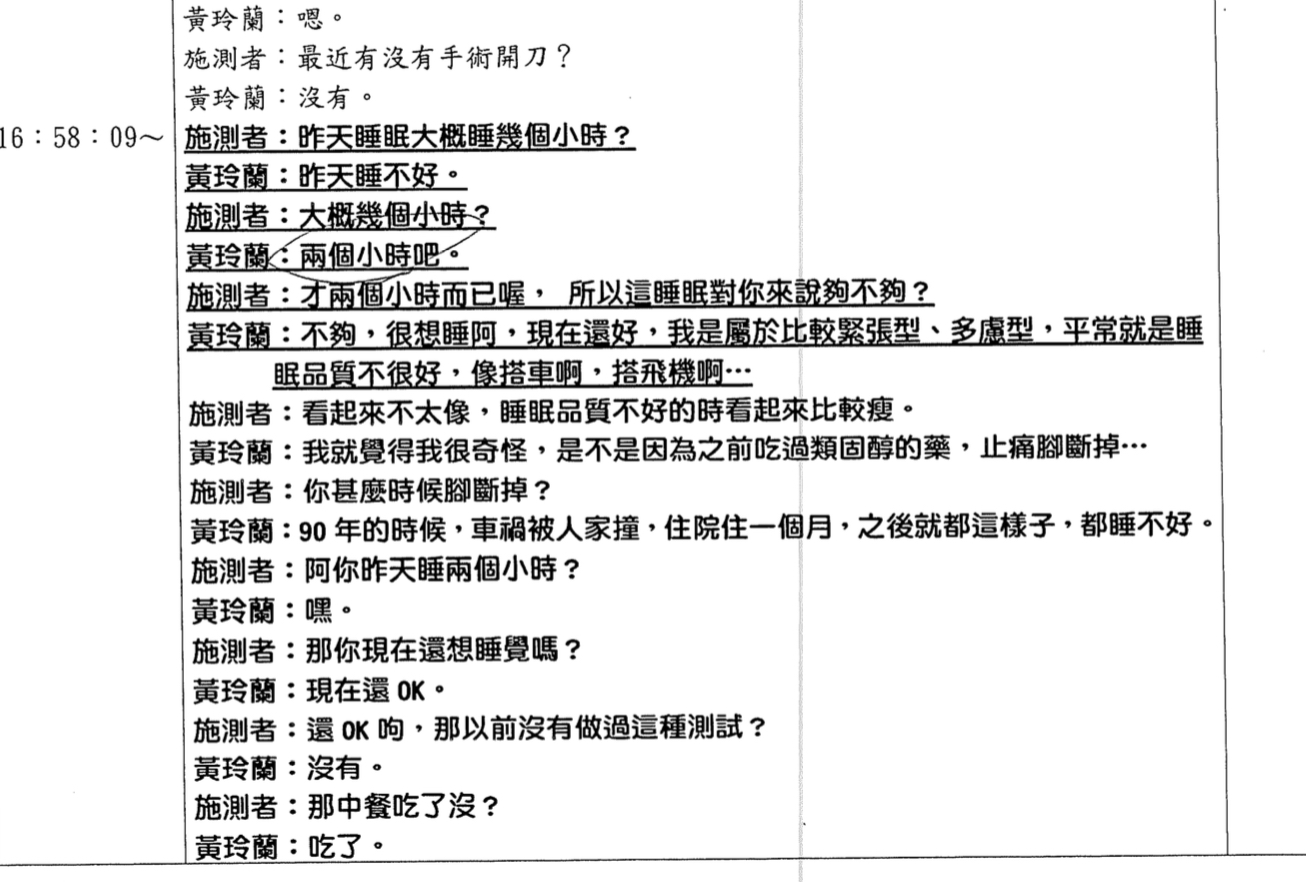 黃玲蘭：嗯。
施測者：最近有沒有手術開刀？
黃玲蘭：沒有。
16：58：09～ 施測者：昨天睡眠大概睡幾個小時？
黃玲蘭：昨天睡不好。
施測者：大概幾個小時？
黃玲蘭：兩個小時吧。
施測者：才兩個小時而已喔， 所以這睡眠對你來說夠不夠？
黃玲蘭：不夠，很想睡阿，現在還好，我是屬於比較緊張型、多慮型，平常就是睡
眠品質不很好，像搭車啊，搭飛機啊…
施測者：看起來不太像，睡眠品質不好的時看起來比較瘦。
黃玲蘭：我就覺得我很奇怪，是不是因為之前吃過類固醇的藥，止痛腳斷掉…
施測者：你甚麼時候腳斷掉？
黃玲蘭：90 年的時候，車禍被人家撞，住院住一個月，之後就都這樣子，都睡不好。
施測者：阿你昨天睡兩個小時？
黃玲蘭：嘿。
施測者：那你現在還想睡覺嗎？
黃玲蘭：現在還 OK。
施測者：還 OK 呴，那以前沒有做過這種測試？
黃玲蘭：沒有。
施測者：那中餐吃了沒？
黃玲蘭：吃了。